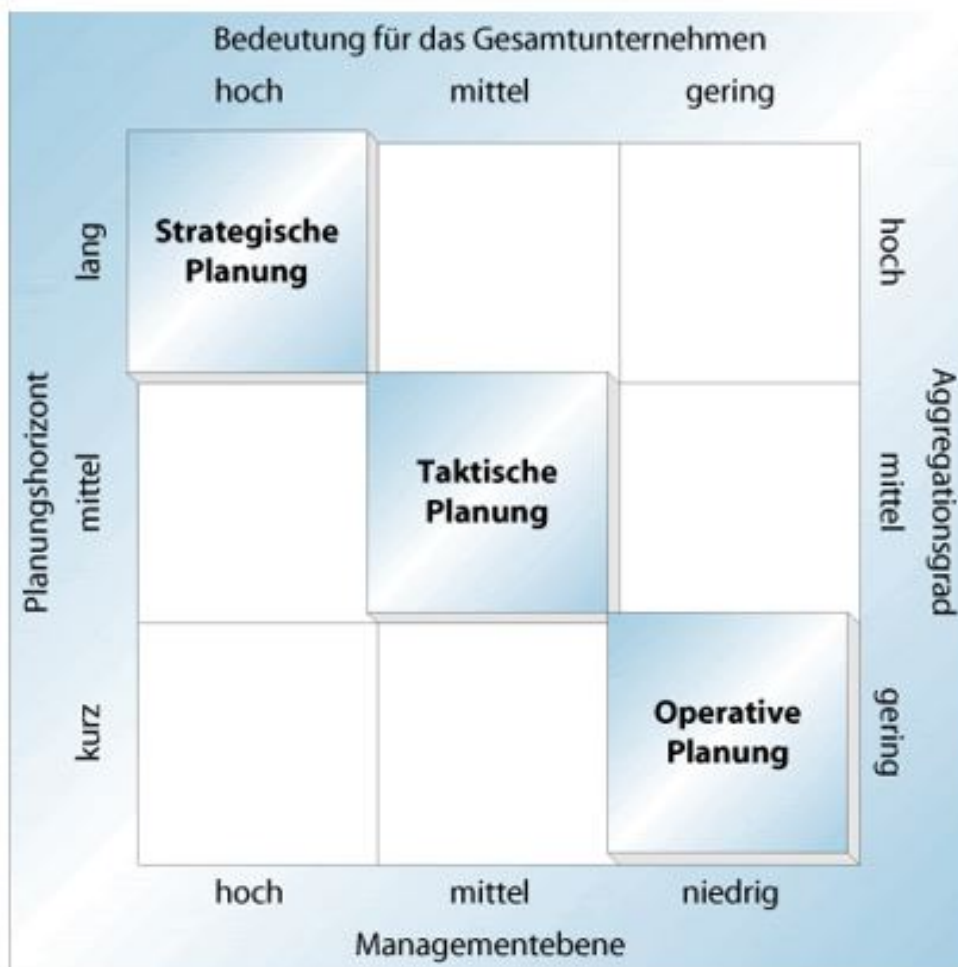 Bedeutung für das Gesamtunternehmen
hoch mittel gering
Planungshorizont
lang
mittel
kurz
Strategische
Planung
Taktische
Planung
Operative
Planung
hoch
mittel
gering
Aggregationsgrad
hoch mittel niedrig
Managementebene